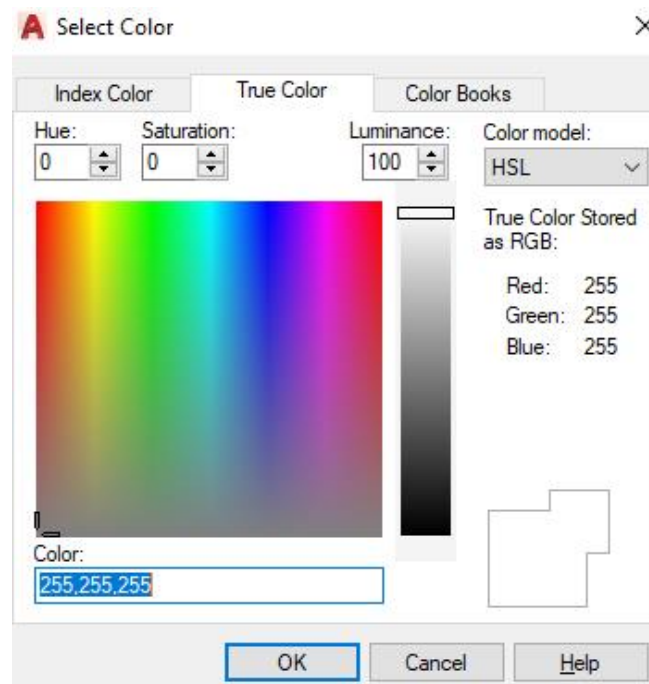 Select Color
Index Color
True Color
Color Books
Hue:
Saturation:
Luminance:
Color model:
0
0
100
HSL
True Color Stored
as RGB:
Red: 255
Green: 255
Blue: 255
Color:
255,255,255
OK
Cancel
Help